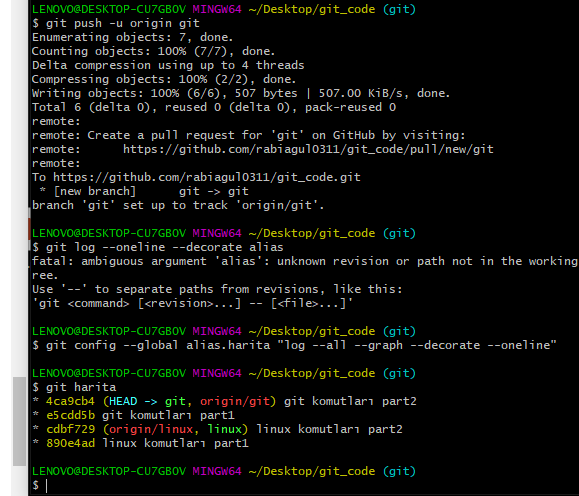 LENOVO@DESKTOP-CU7GBOV MINGW64 ~/Desktop/git_code (git)
$ git push -u origin git
Enumerating objects: 7, done.
Counting objects: 100% (7/7), done.
Delta compression using up to 4 threads
Compressing objects: 100% (2/2), done.
Writing objects: 100% (6/6), 507 bytes | 507.00 KiB/s, done.
Total 6 (delta 0), reused 0 (delta 0), pack-reused 0
remote:
remote: Create a pull request for 'git' on GitHub by visiting:
remote:      https://github.com/rabiagul0311/git_code/pull/new/git
remote:
To https://github.com/rabiagul0311/git_code.git
 * [new branch]      git -> git
branch 'git' set up to track 'origin/git'.
LENOVO@DESKTOP-CU7GBOV MINGW64 ~/Desktop/git_code (git)
$ git log --oneline --decorate alias
fatal: ambiguous argument 'alias': unknown revision or path not in the working
ree.
Use '--' to separate paths from revisions, like this:
'git <command> [<revision>...] -- [<file>...]'
LENOVO@DESKTOP-CU7GBOV MINGW64 ~/Desktop/git_code (git)
$ git config --global alias.harita "log --all --graph --decorate --oneline"
LENOVO@DESKTOP-CU7GBOV MINGW64 ~/Desktop/git_code (git)
$ git harita
* 4ca9cb4 (HEAD -> git, origin/git) git komutları part2
* e5cdd5b git komutları part1
* cdbf729 (origin/linux, linux) linux komutları part2
* 890e4ad linux komutları part1
LENOVO@DESKTOP-CU7GBOV MINGW64 ~/Desktop/git_code (git)
$